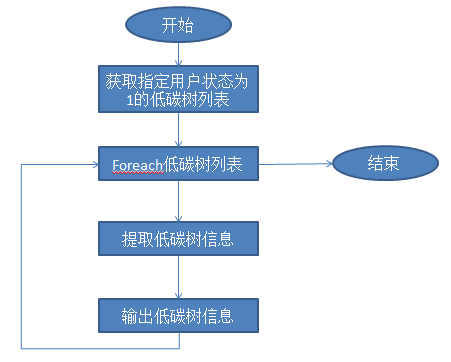 开始
获取指定用户状态为
1的低碳树列表
Foreach低碳树列表
结束
提取低碳树信息
输出低碳树信息